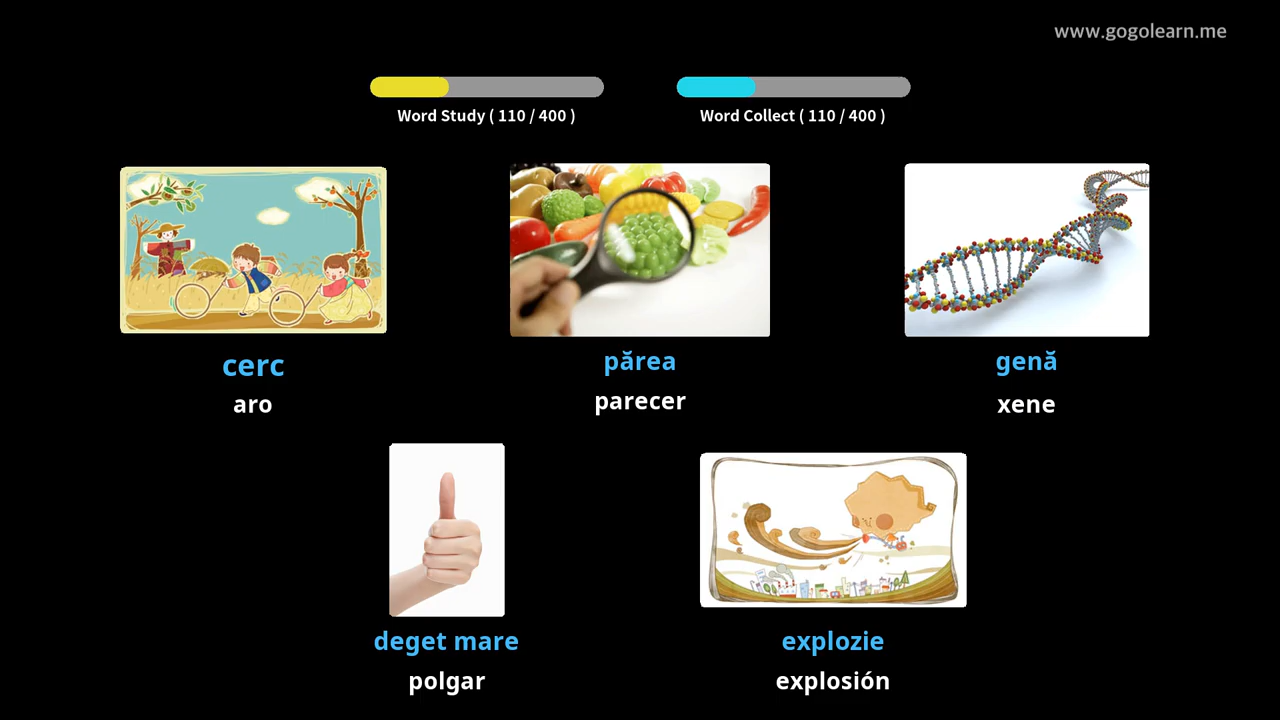 www.gogolearn.me
Word Study ( 110 / 400 )
Word Collect ( 110 / 400 )
cerc
aro
părea
parecer
genă
xene
deget mare
polgar
explozie
explosión